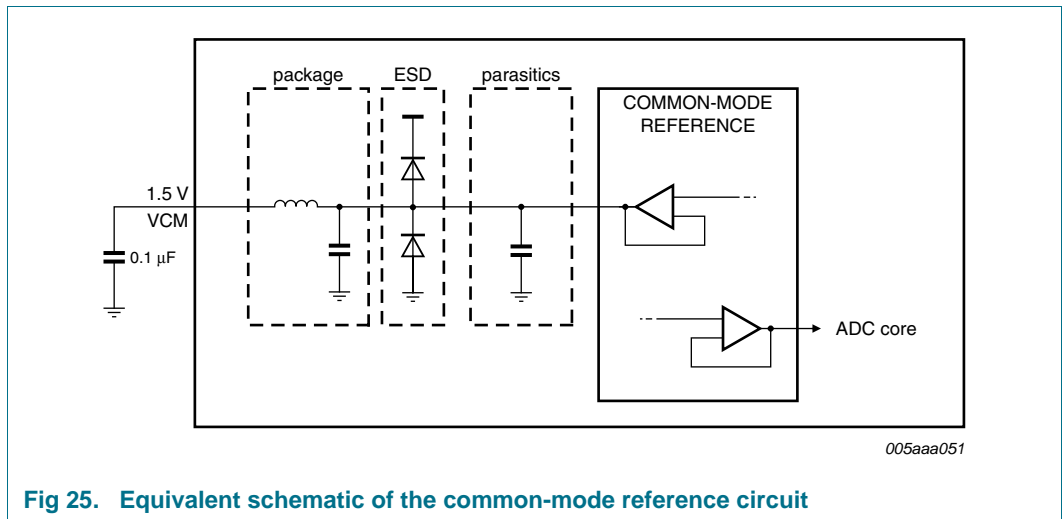 package
ESD
parasitics
COMMON-MODE
REFERENCE
1.5 V
VCM
0.1 μF
ADC core
005aaa051
Fig 25. Equivalent schematic of the common-mode reference circuit